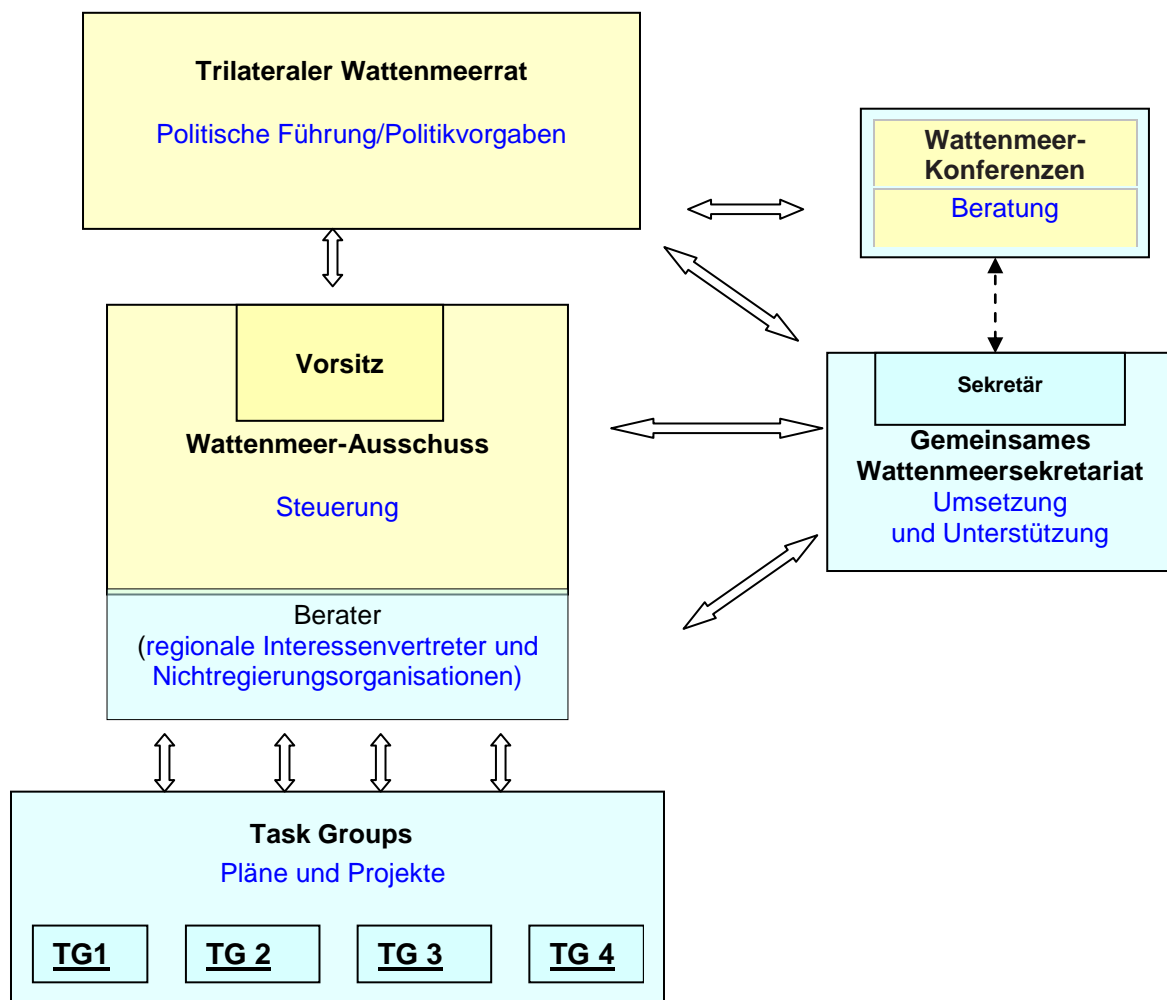 Trilateraler Wattenmeerrat
Politische Führung/Politikvorgaben
Wattenmeer-
Konferenzen
Beratung
Vorsitz
Wattenmeer-Ausschuss
Steuerung
Sekretär
Gemeinsames
Wattenmeersekretariat
Umsetzung
und Unterstützung
Berater
(regionale Interessenvertreter und
Nichtregierungsorganisationen)
Task Groups
Pläne und Projekte
TG1
TG 2
TG 3
TG 4